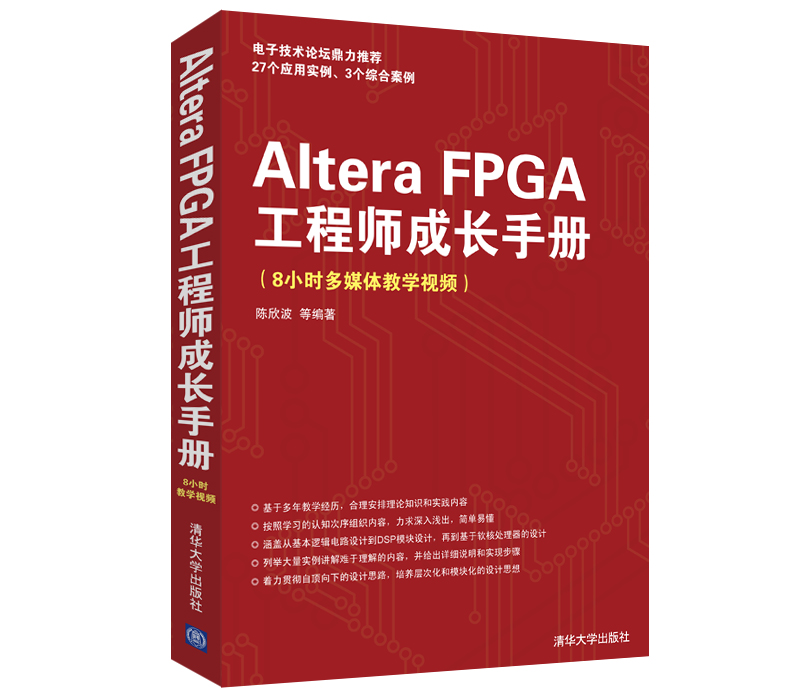 电子技术论坛鼎力推荐
27个应用实例、3个综合案例
Altera FPGA
工程师成长手册
（8小时多媒体教学视频）
陈欣波 等编著
基于多年教学经历，合理安排理论知识和实践内容
按照学习的认知次序组织内容，力求深入浅出，简单易懂
涵盖从基本逻辑电路设计到DSP模块设计，再到基于软核处理器的设计
列举大量实例讲解难于理解的内容，并给出详细说明和实现步骤
着力贯彻自顶向下的设计思路，培养层次化和模块化的设计思想
清华大学出版社
Altera FPGA工程师成长手册
8小时
教学视频
清华大学出版社